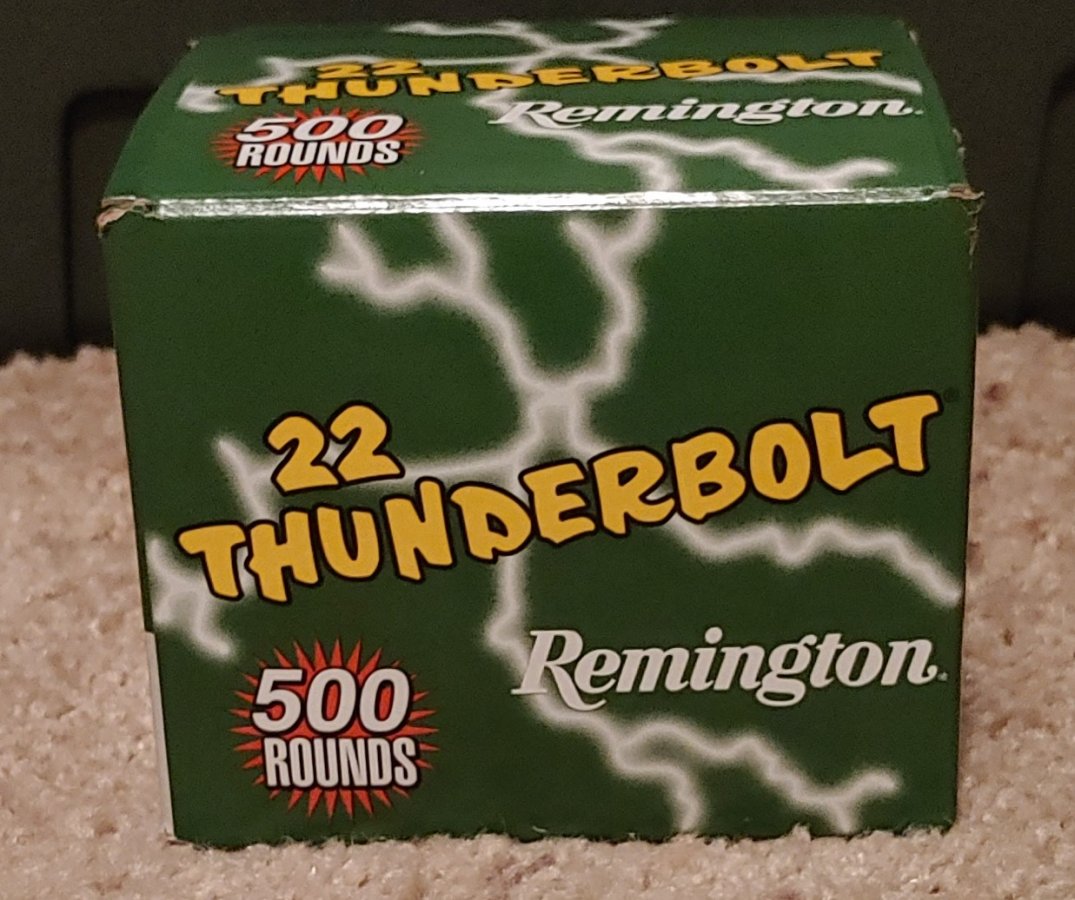 22
THUNDERBOLT
500
ROUNDS
Remington.
22
THUNDERBOLT®
500
ROUNDS
Remington.